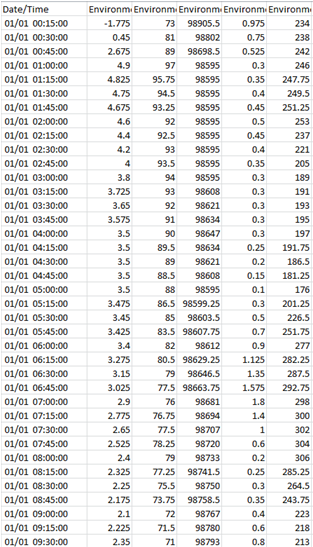 Date/Time Environm Environm Environm Environm Environm
01/01 00:15:00 -1.775 73 98905.5 0.975 234
01/01 00:30:00 0.45 81 98802 0.75 238
01/01 00:45:00 2.675 89 98698.5 0.525 242
01/01 01:00:00 4.9 97 98595 0.3 246
01/01 01:15:00 4.825 95.75 98595 0.35 247.75
01/01 01:30:00 4.75 94.5 98595 0.4 249.5
01/01 01:45:00 4.675 93.25 98595 0.45 251.25
01/01 02:00:00 4.6 92 98595 0.5 253
01/01 02:15:00 4.4 92.5 98595 0.45 237
01/01 02:30:00 4.2 93 98595 0.4 221
01/01 02:45:00 4 93.5 98595 0.35 205
01/01 03:00:00 3.8 94 98595 0.3 189
01/01 03:15:00 3.725 93 98608 0.3 191
01/01 03:30:00 3.65 92 98621 0.3 193
01/01 03:45:00 3.575 91 98634 0.3 195
01/01 04:00:00 3.5 90 98647 0.3 197
01/01 04:15:00 3.5 89.5 98634 0.25 191.75
01/01 04:30:00 3.5 89 98621 0.2 186.5
01/01 04:45:00 3.5 88.5 98608 0.15 181.25
01/01 05:00:00 3.5 88 98595 0.1 176
01/01 05:15:00 3.475 86.5 98599.25 0.3 201.25
01/01 05:30:00 3.45 85 98603.5 0.5 226.5
01/01 05:45:00 3.425 83.5 98607.75 0.7 251.75
01/01 06:00:00 3.4 82 98612 0.9 277
01/01 06:15:00 3.275 80.5 98629.25 1.125 282.25
01/01 06:30:00 3.15 79 98646.5 1.35 287.5
01/01 06:45:00 3.025 77.5 98663.75 1.575 292.75
01/01 07:00:00 2.9 76 98681 1.8 298
01/01 07:15:00 2.775 76.75 98694 1.4 300
01/01 07:30:00 2.65 77.5 98707 1 302
01/01 07:45:00 2.525 78.25 98720 0.6 304
01/01 08:00:00 2.4 79 98733 0.2 306
01/01 08:15:00 2.325 77.25 98741.5 0.25 285.25
01/01 08:30:00 2.25 75.5 98750 0.3 264.5
01/01 08:45:00 2.175 73.75 98758.5 0.35 243.75
01/01 09:00:00 2.1 72 98767 0.4 223
01/01 09:15:00 2.225 71.5 98780 0.6 218
01/01 09:30:00 2.35 71 98793 0.8 213